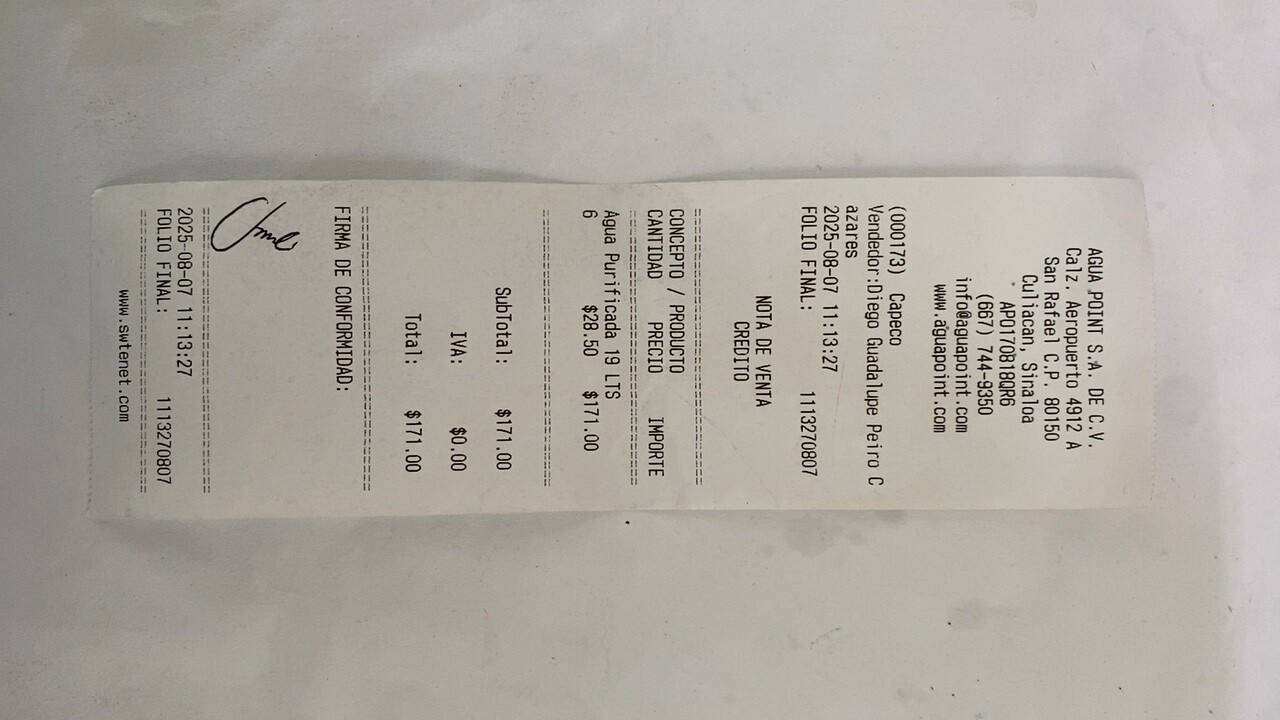 AGUA POINT S.A. DE C.V.
Calz. Aeropuerto 4912 A
San Rafael C.P. 80150
Culiacan, Sinaloa
APO170818QR6
(667) 744-9350
info@aguapoint.com
www.aguapoint.com
(000173) Capeco
Vendedor:Diego Guadalupe Peiro C
azares
2025-08-07 11:13:27
FOLIO FINAL: 1113270807
NOTA DE VENTA
CREDITO
CONCEPTO / PRODUCTO
CANTIDAD PRECIO IMPORTE
Agua Purificada 19 LTS
6 $28.50 $171.00
SubTotal: $171.00
IVA: $0.00
Total: $171.00
FIRMA DE CONFORMIDAD:
2025-08-07 11:13:27
FOLIO FINAL: 1113270807
www.swtenet.com